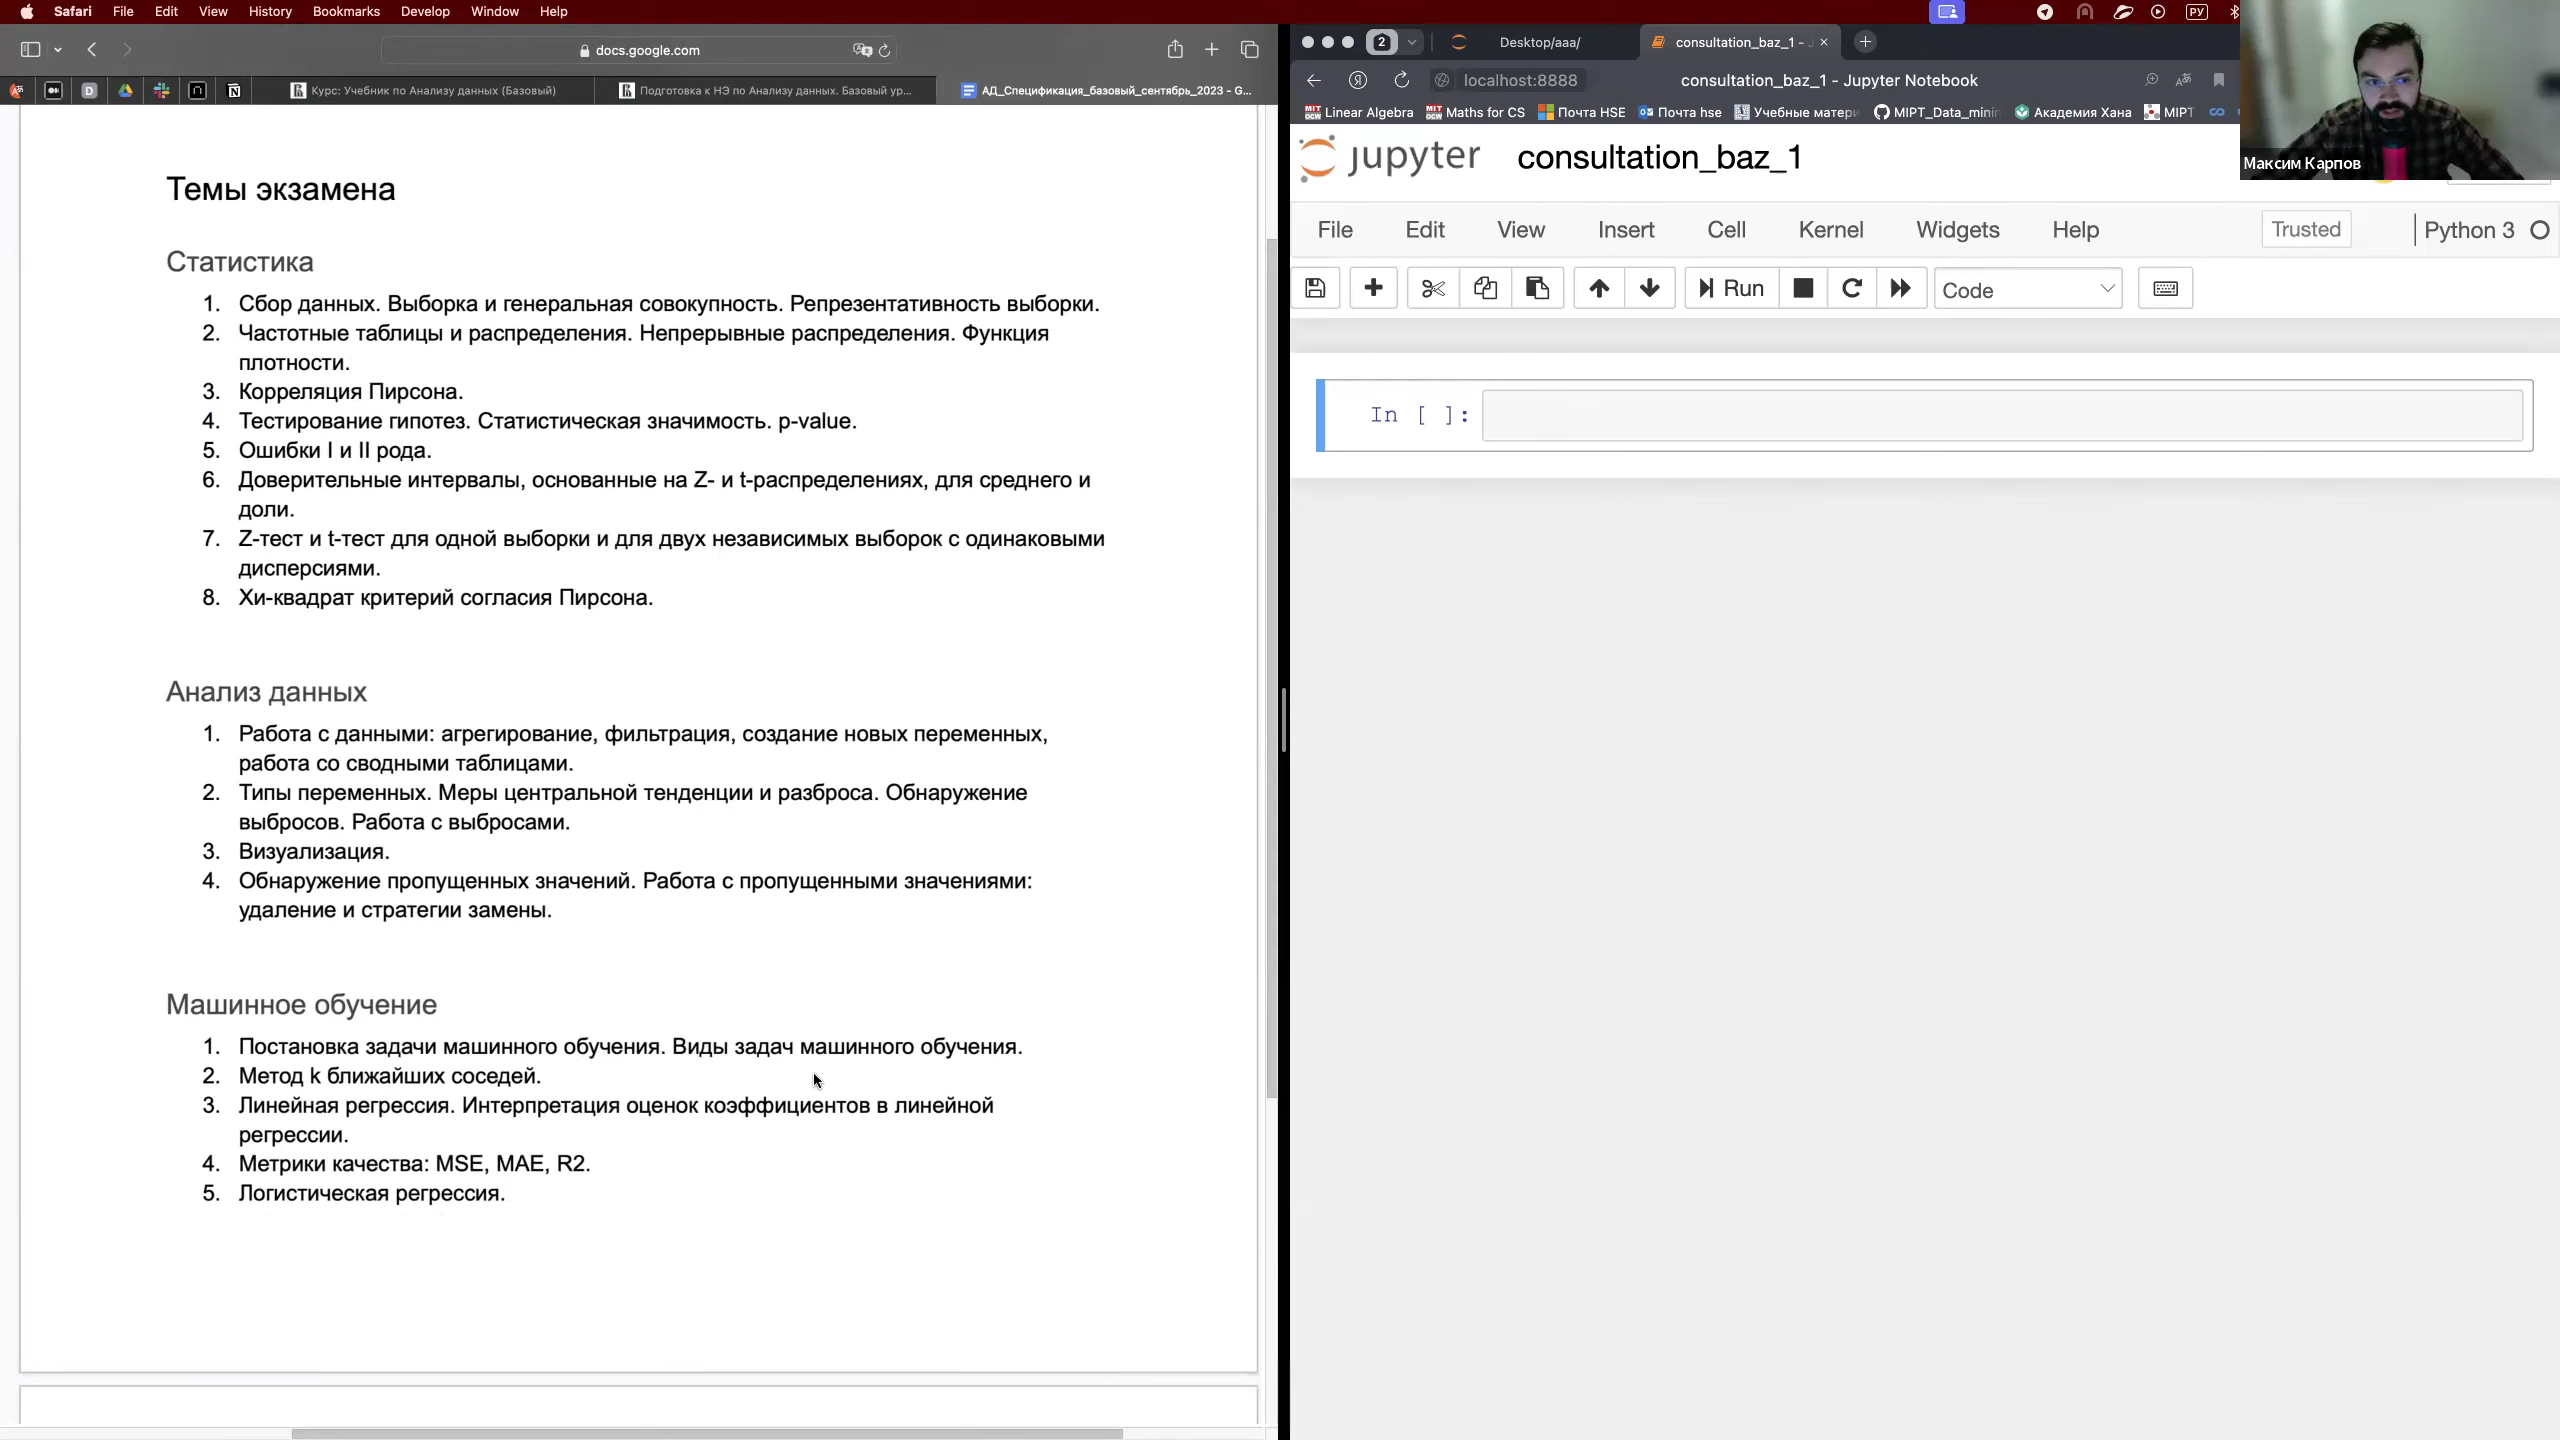 Safari File Edit View History Bookmarks Develop Window Help
РУ
docs.google.com
Курс: Учебник по Анализу данных (Базовый)
Подготовка к НЭ по Анализу данных. Базовый ур...
АД_Спецификация_базовый_сентябрь_2023 - G...
Темы экзамена
Статистика
1. Сбор данных. Выборка и генеральная совокупность. Репрезентативность выборки.
2. Частотные таблицы и распределения. Непрерывные распределения. Функция
плотности.
3. Корреляция Пирсона.
4. Тестирование гипотез. Статистическая значимость. p-value.
5. Ошибки I и II рода.
6. Доверительные интервалы, основанные на Z- и t-распределениях, для среднего и
доли.
7. Z-тест и t-тест для одной выборки и для двух независимых выборок с одинаковыми
дисперсиями.
8. Хи-квадрат критерий согласия Пирсона.
Анализ данных
1. Работа с данными: агрегирование, фильтрация, создание новых переменных,
работа со сводными таблицами.
2. Типы переменных. Меры центральной тенденции и разброса. Обнаружение
выбросов. Работа с выбросами.
3. Визуализация.
4. Обнаружение пропущенных значений. Работа с пропущенными значениями:
удаление и стратегии замены.
Машинное обучение
1. Постановка задачи машинного обучения. Виды задач машинного обучения.
2. Метод k ближайших соседей.
3. Линейная регрессия. Интерпретация оценок коэффициентов в линейной
регрессии.
4. Метрики качества: MSE, MAE, R2.
5. Логистическая регрессия.
2 Desktop/aaa/ consultation_baz_1 -
localhost:8888 consultation_baz_1 - Jupyter Notebook
Linear Algebra Maths for CS Почта HSE Почта hse Учебные матери MIPT_Data_minin Академия Хана MIPT
jupyter consultation_baz_1
Максим Карпов
File Edit View Insert Cell Kernel Widgets Help Trusted Python 3
Run Code
In [ ]: